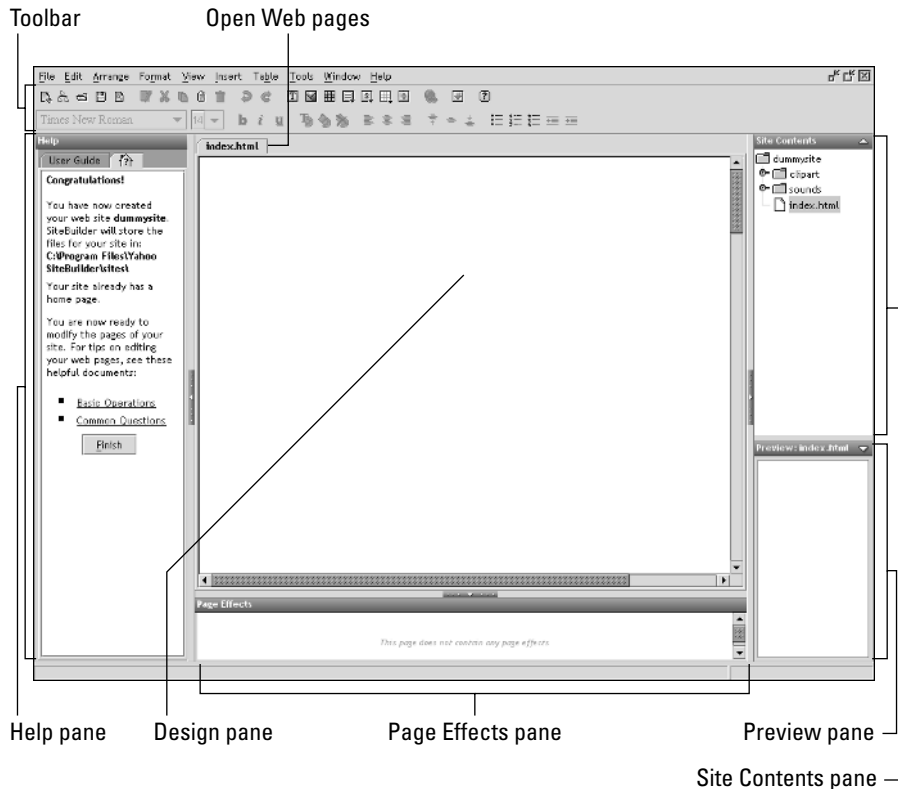 Toolbar
Open Web pages
File Edit Arrange Format View Insert Table Tools Window Help
Times New Roman
14
b i u
Help
index.html
Site Contents
User Guide
Congratulations!
You have now created
your web site dummysite.
SiteBuilder will store the
files for your site in:
C:\Program Files\Yahoo
SiteBuilder\sites\
Your site already has a
home page.
You are now ready to
modify the pages of your
site. For tips on editing
your web pages, see these
helpful documents:
Basic Operations
Common Questions
Finish
dummysite
clipart
sounds
index.html
Preview: index.html
Page Effects
This page does not contain any page effects
Help pane
Design pane
Page Effects pane
Preview pane
Site Contents pane